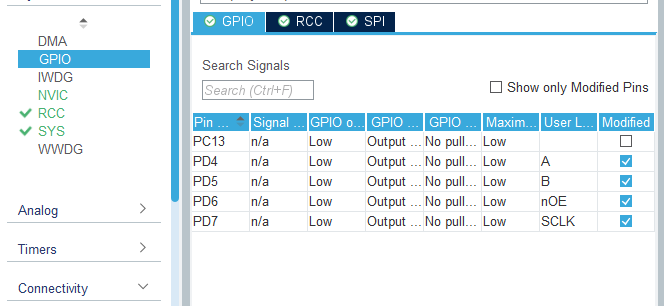 DMA
GPIO
IWDG
NVIC
RCC
SYS
WWDG
Analog
Timers
Connectivity
GPIO RCC SPI
Search Signals
Search (Ctrl+F)
Show only Modified Pins
Pin ... Signal ... GPIO o... GPIO ... GPIO ... Maxim... User L... Modified
PC13 n/a Low Output ... No pull... Low
PD4 n/a Low Output ... No pull... Low A
PD5 n/a Low Output ... No pull... Low B
PD6 n/a Low Output ... No pull... Low nOE
PD7 n/a Low Output ... No pull... Low SCLK